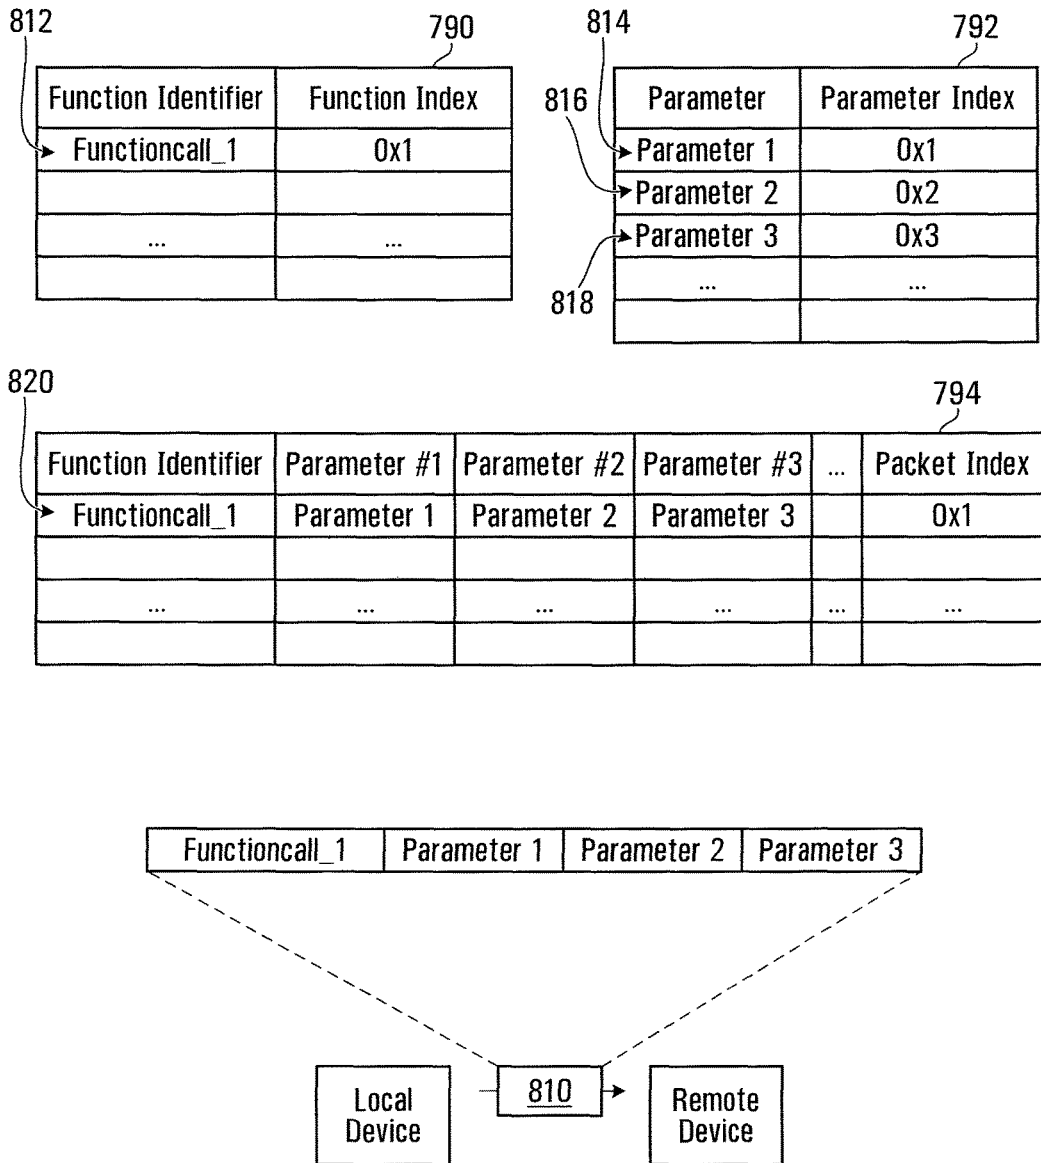 812
790
814
792
816
Function Identifier Function Index
Functioncall_1 0x1
... ...
Parameter Parameter Index
Parameter 1 0x1
Parameter 2 0x2
Parameter 3 0x3
... ...
818
820
794
Function Identifier Parameter #1 Parameter #2 Parameter #3 ... Packet Index
Functioncall_1 Parameter 1 Parameter 2 Parameter 3 0x1
... ... ... ... ... ...
Functioncall_1 Parameter 1 Parameter 2 Parameter 3
810
Local
Device
Remote
Device